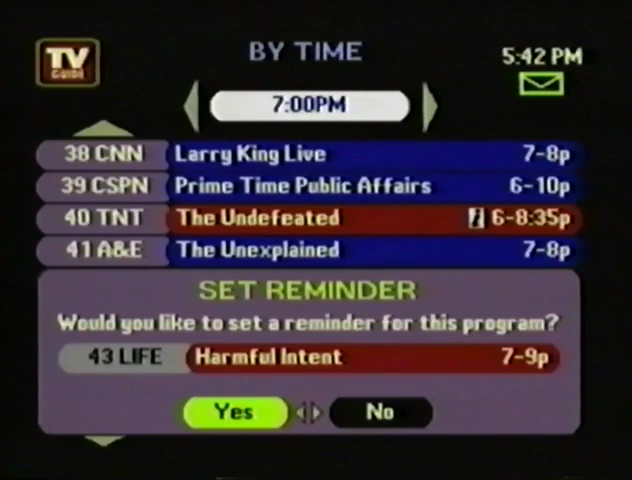 TV
GUIDE
BY TIME
5:42 PM
7:00PM
38 CNN Larry King Live 7-8p
39 CSPN Prime Time Public Affairs 6-10p
40 TNT The Undefeated 6-8:35p
41 A&E The Unexplained 7-8p
SET REMINDER
Would you like to set a reminder for this program?
43 LIFE Harmful Intent 7-9p
Yes No